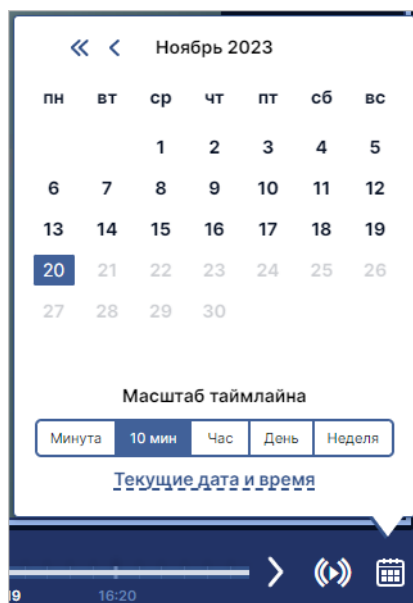 Ноябрь 2023
пн вт ср чт пт сб вс
1 2 3 4 5
6 7 8 9 10 11 12
13 14 15 16 17 18 19
20 21 22 23 24 25 26
27 28 29 30
Масштаб таймлайна
Минута 10 мин Час День Неделя
Текущие дата и время
19 16:20